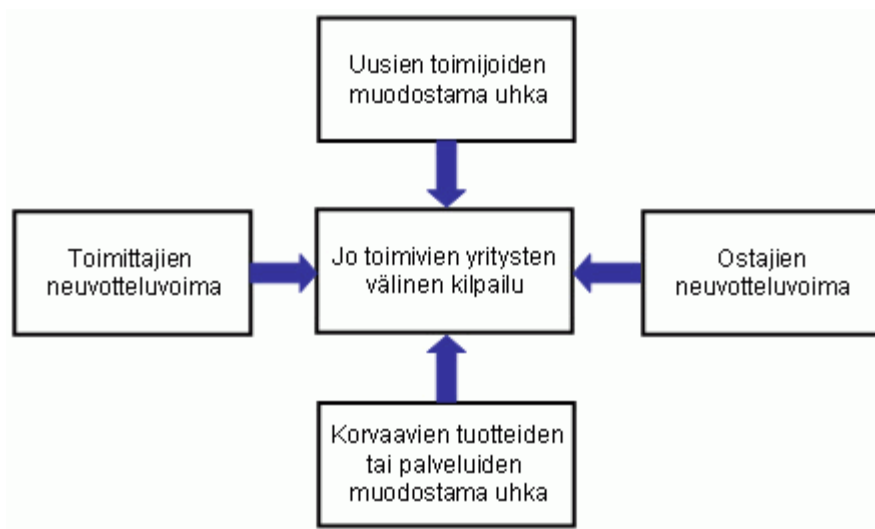 Uusien toimijoiden
muodostama uhka
Toimittajien
neuvotteluvoima
Jo toimivien yritysten
välinen kilpailu
Ostajien
neuvotteluvoima
Korvaavien tuotteiden
tai palveluiden
muodostama uhka